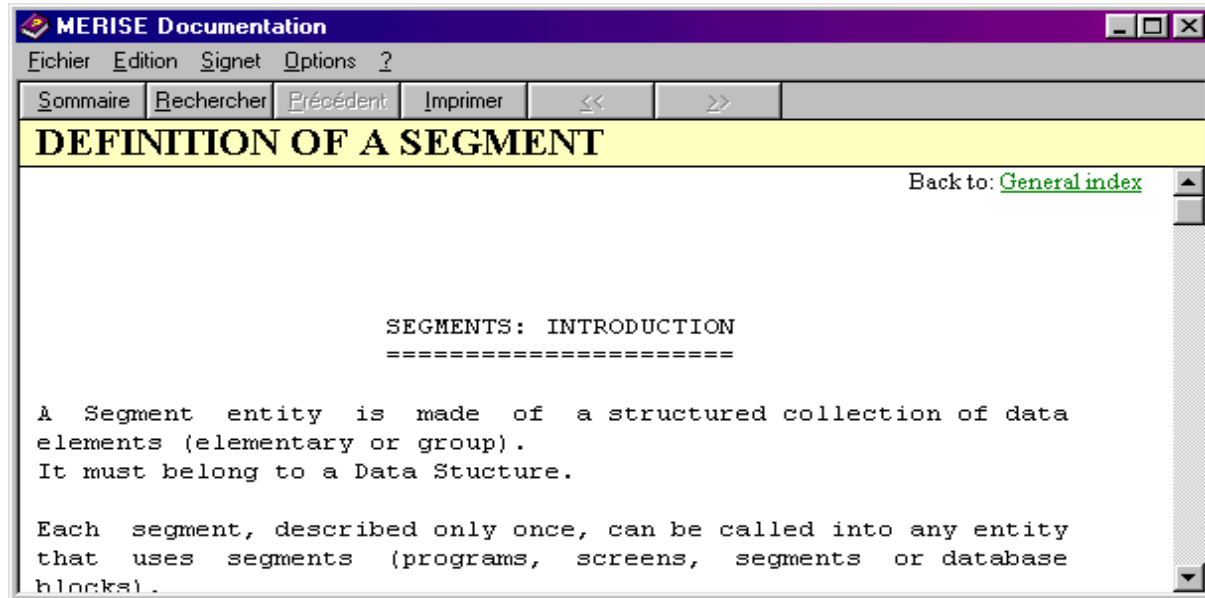 MERISE Documentation
Fichier Edition Signet Options ?
Sommaire Rechercher Précédent Imprimer << >>
DEFINITION OF A SEGMENT
Back to: General index
SEGMENTS: INTRODUCTION
======================
A Segment entity is made of a structured collection of data
elements (elementary or group).
It must belong to a Data Stucture.
Each segment, described only once, can be called into any entity
that uses segments (programs, screens, segments or database
blocks).